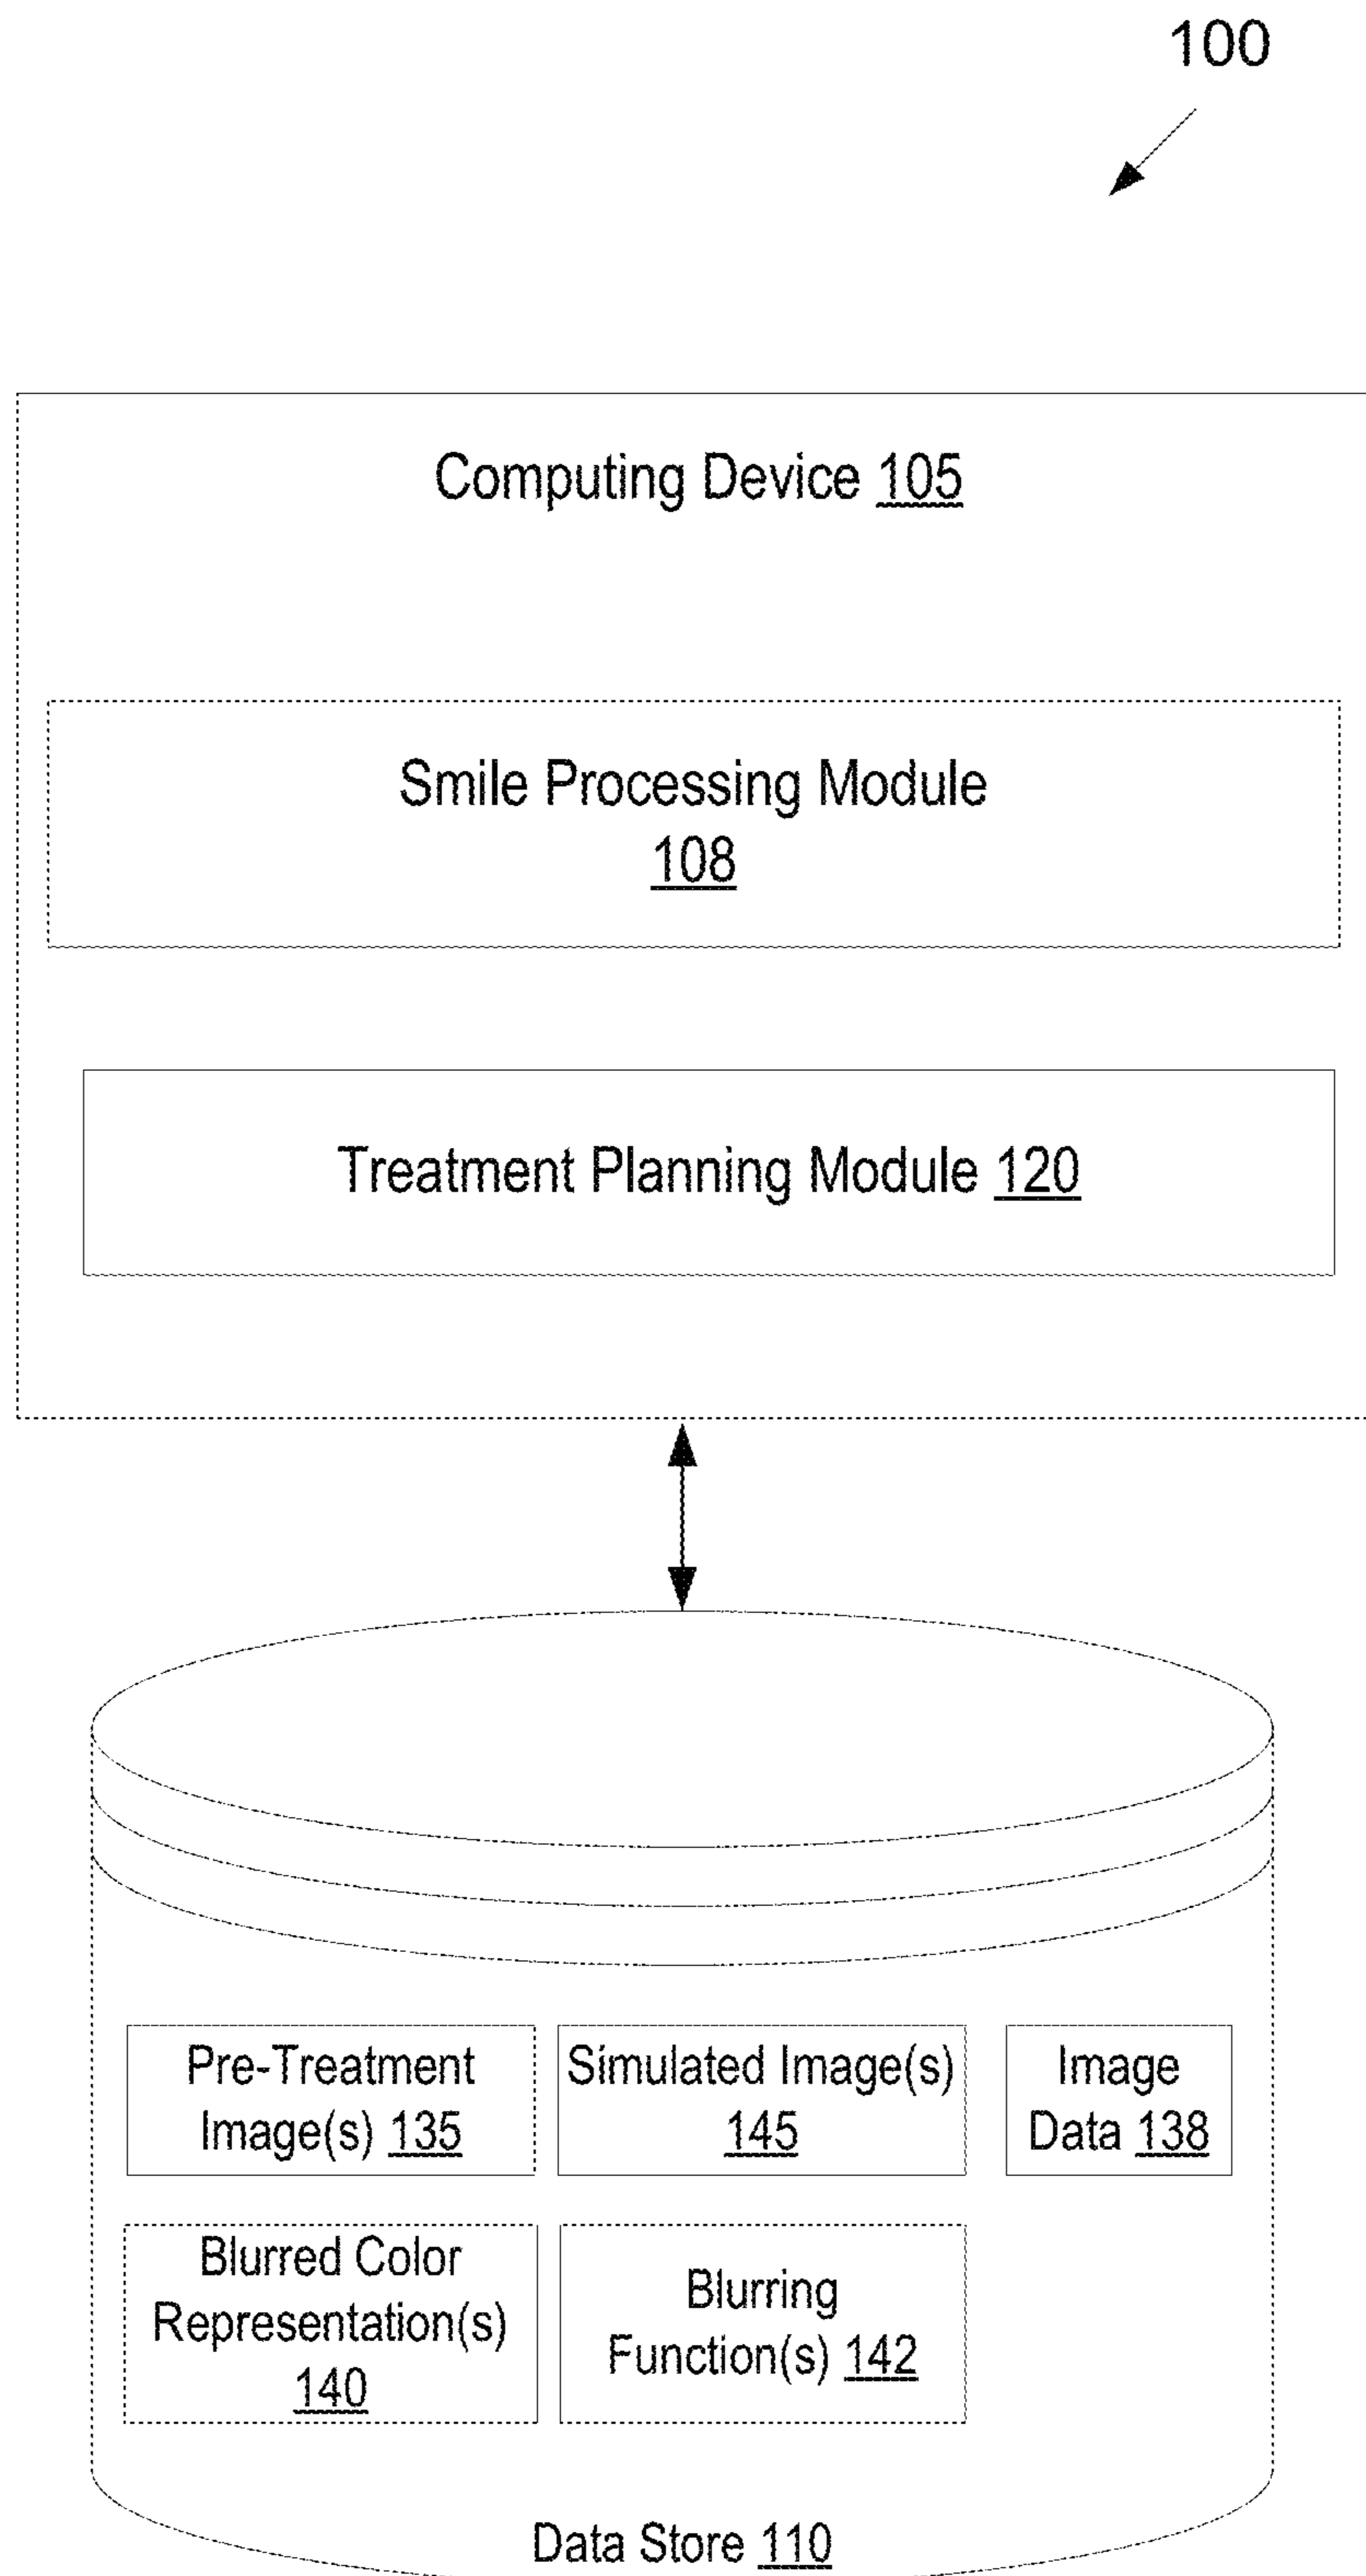 100
Computing Device 105
Smile Processing Module
108
Treatment Planning Module 120
Pre-Treatment
Image(s) 135
Simulated Image(s)
145
Image
Data 138
Blurred Color
Representation(s)
140
Blurring
Function(s) 142
Data Store 110